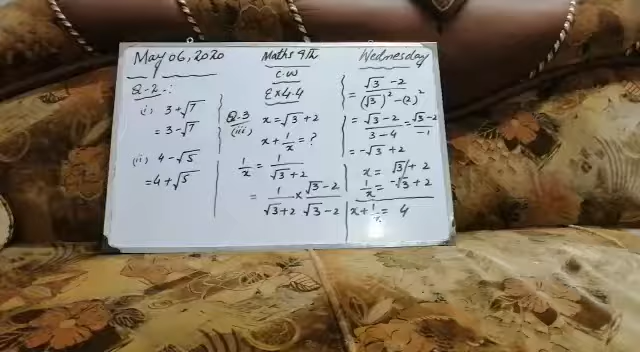 May 06, 2020
Maths 9th
Wednesday
C.W
Ex 4.4
Q-2:
(i) 3+√7
= 3-√7
(ii) 4-√5
= 4+√5
Q.3
(iii) x = √3+2
x + 1/x = ?
1/x = 1/(√3+2)
= 1/(√3+2) × (√3-2)/(√3-2)
= (√3-2)/((√3)²-(2)²)
= (√3-2)/(3-4) = (√3-2)/-1
= -√3+2
x = √3+2
1/x = -√3+2
x + 1/x = 4